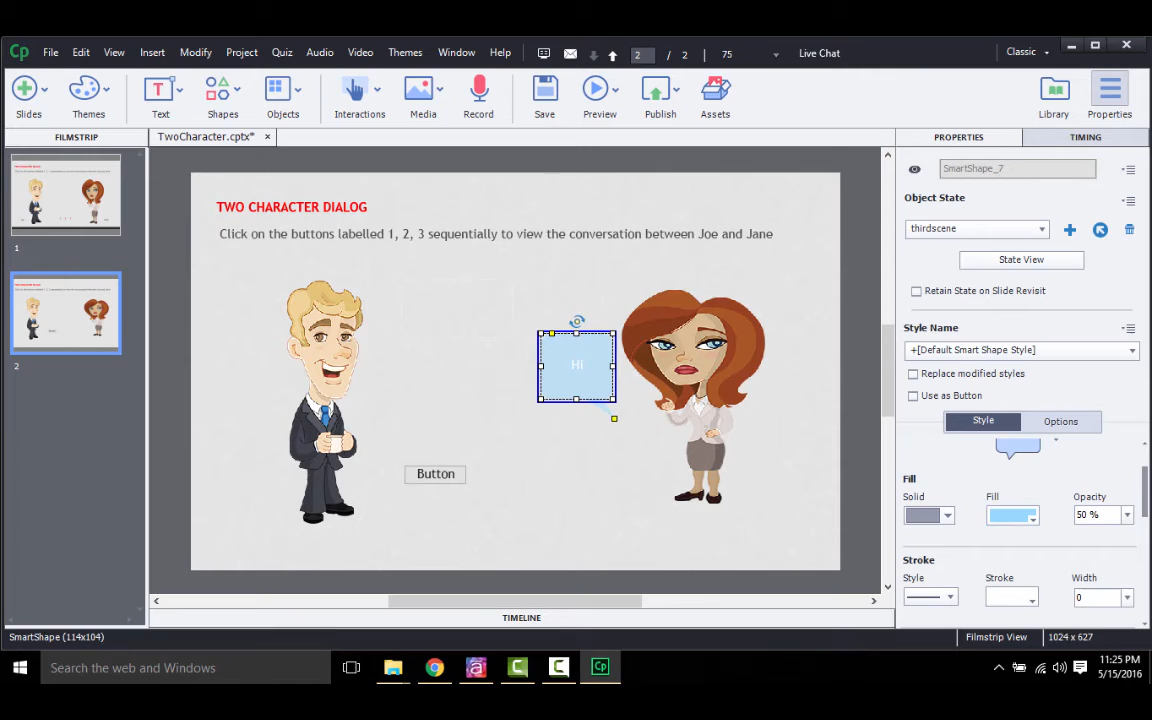 Cp File Edit View Insert Modify Project Quiz Audio Video Themes Window Help 2 / 2 75 Live Chat Classic
Slides Themes Text Shapes Objects Interactions Media Record Save Preview Publish Assets Library Properties
FILMSTRIP TwoCharacter.cptx* × PROPERTIES TIMING
SmartShape_7
Object State
thirdscene
State View
Retain State on Slide Revisit
Style Name
+[Default Smart Shape Style]
Replace modified styles
Use as Button
Style Options
Fill
Solid Fill Opacity
50 %
Stroke
Style Stroke Width
0
1
2
TWO CHARACTER DIALOG
Click on the buttons labelled 1, 2, 3 sequentially to view the conversation between Joe and Jane
Hi
Button
TIMELINE
SmartShape (114x104) Filmstrip View 1024 x 627
Search the web and Windows
11:25 PM
5/15/2016